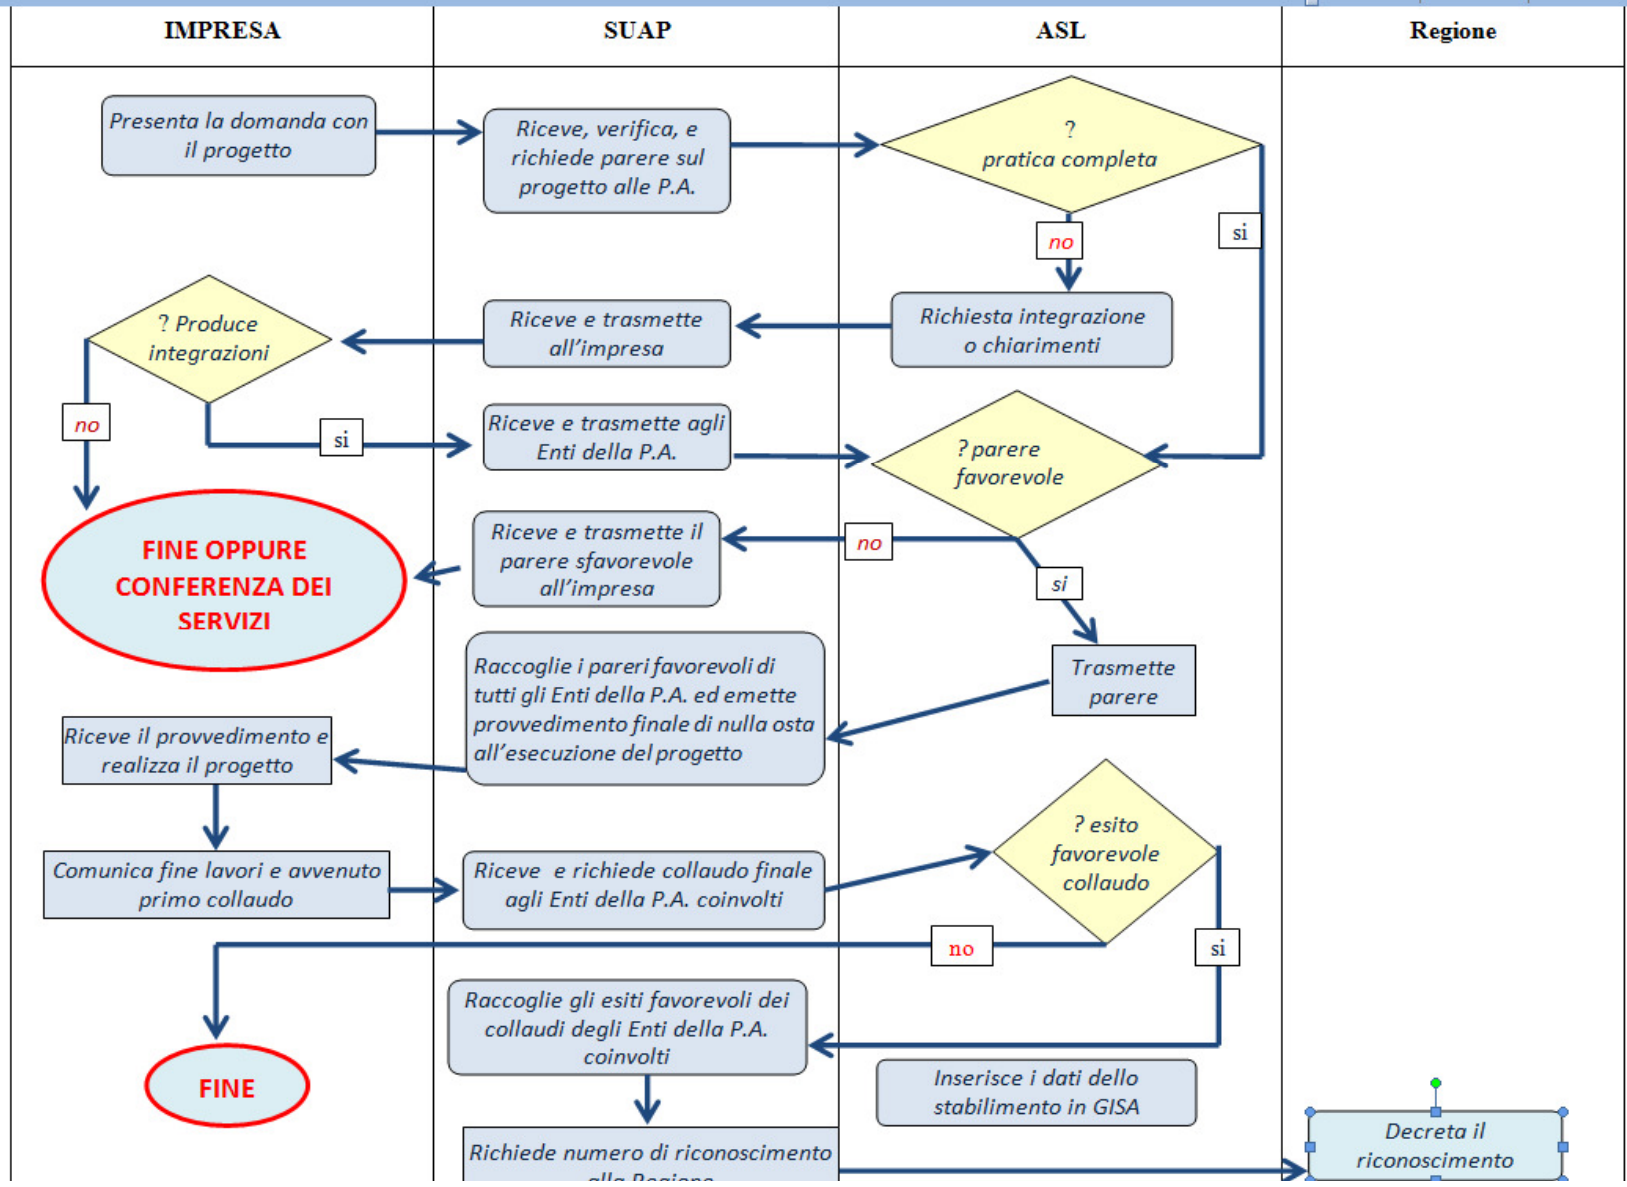 IMPRESA
SUAP
ASL
Regione
Presenta la domanda con
il progetto
Riceve, verifica, e
richiede parere sul
progetto alle P.A.
?
pratica completa
no
si
Richiesta integrazione
o chiarimenti
Riceve e trasmette
all'impresa
? Produce
integrazioni
no
si
Riceve e trasmette agli
Enti della P.A.
? parere
favorevole
no
si
Riceve e trasmette il
parere sfavorevole
all'impresa
FINE OPPURE
CONFERENZA DEI
SERVIZI
Trasmette
parere
Raccoglie i pareri favorevoli di
tutti gli Enti della P.A. ed emette
provvedimento finale di nulla osta
all'esecuzione del progetto
Riceve il provvedimento e
realizza il progetto
Comunica fine lavori e avvenuto
primo collaudo
Riceve e richiede collaudo finale
agli Enti della P.A. coinvolti
? esito
favorevole
collaudo
no
si
Raccoglie gli esiti favorevoli dei
collaudi degli Enti della P.A.
coinvolti
FINE
Inserisce i dati dello
stabilimento in GISA
Richiede numero di riconoscimento
alla Regione
Decreta il
riconoscimento